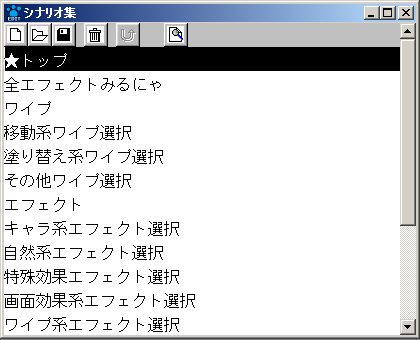 シナリオ集
★トップ
全エフェクトみるにゃ
ワイプ
移動系ワイプ選択
塗り替え系ワイプ選択
その他ワイプ選択
エフェクト
キャラ系エフェクト選択
自然系エフェクト選択
特殊効果エフェクト選択
画面効果系エフェクト選択
ワイプ系エフェクト選択